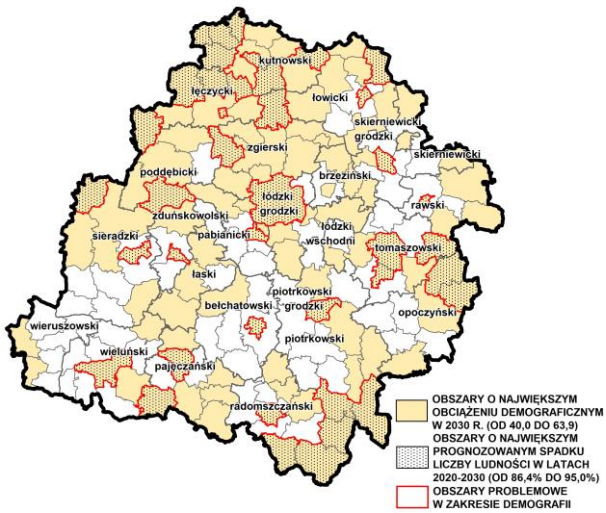 kutnowski
łęczycki
łowicki
skierniewicki
grodzki
zgierski
skierniewicki
poddębicki
brzeziński
łódzki
grodzki
rawski
zduńskowolski
sieradzki
pabianicki
łódzki
wschodni
tomaszowski
łaski
piotrkowski
grodzki
bełchatowski
opoczyński
wieruszowski
piotrkowski
wieluński
pajęczański
radomszczański
OBSZARY O NAJWIĘKSZYM
OBCIĄŻENIU DEMOGRAFICZNYM
W 2030 R. (OD 40,0 DO 63,9)
OBSZARY O NAJWIĘKSZYM
PROGNOZOWANYM SPADKU
LICZBY LUDNOŚCI W LATACH
2020-2030 (OD 86,4% DO 95,0%)
OBSZARY PROBLEMOWE
W ZAKRESIE DEMOGRAFII